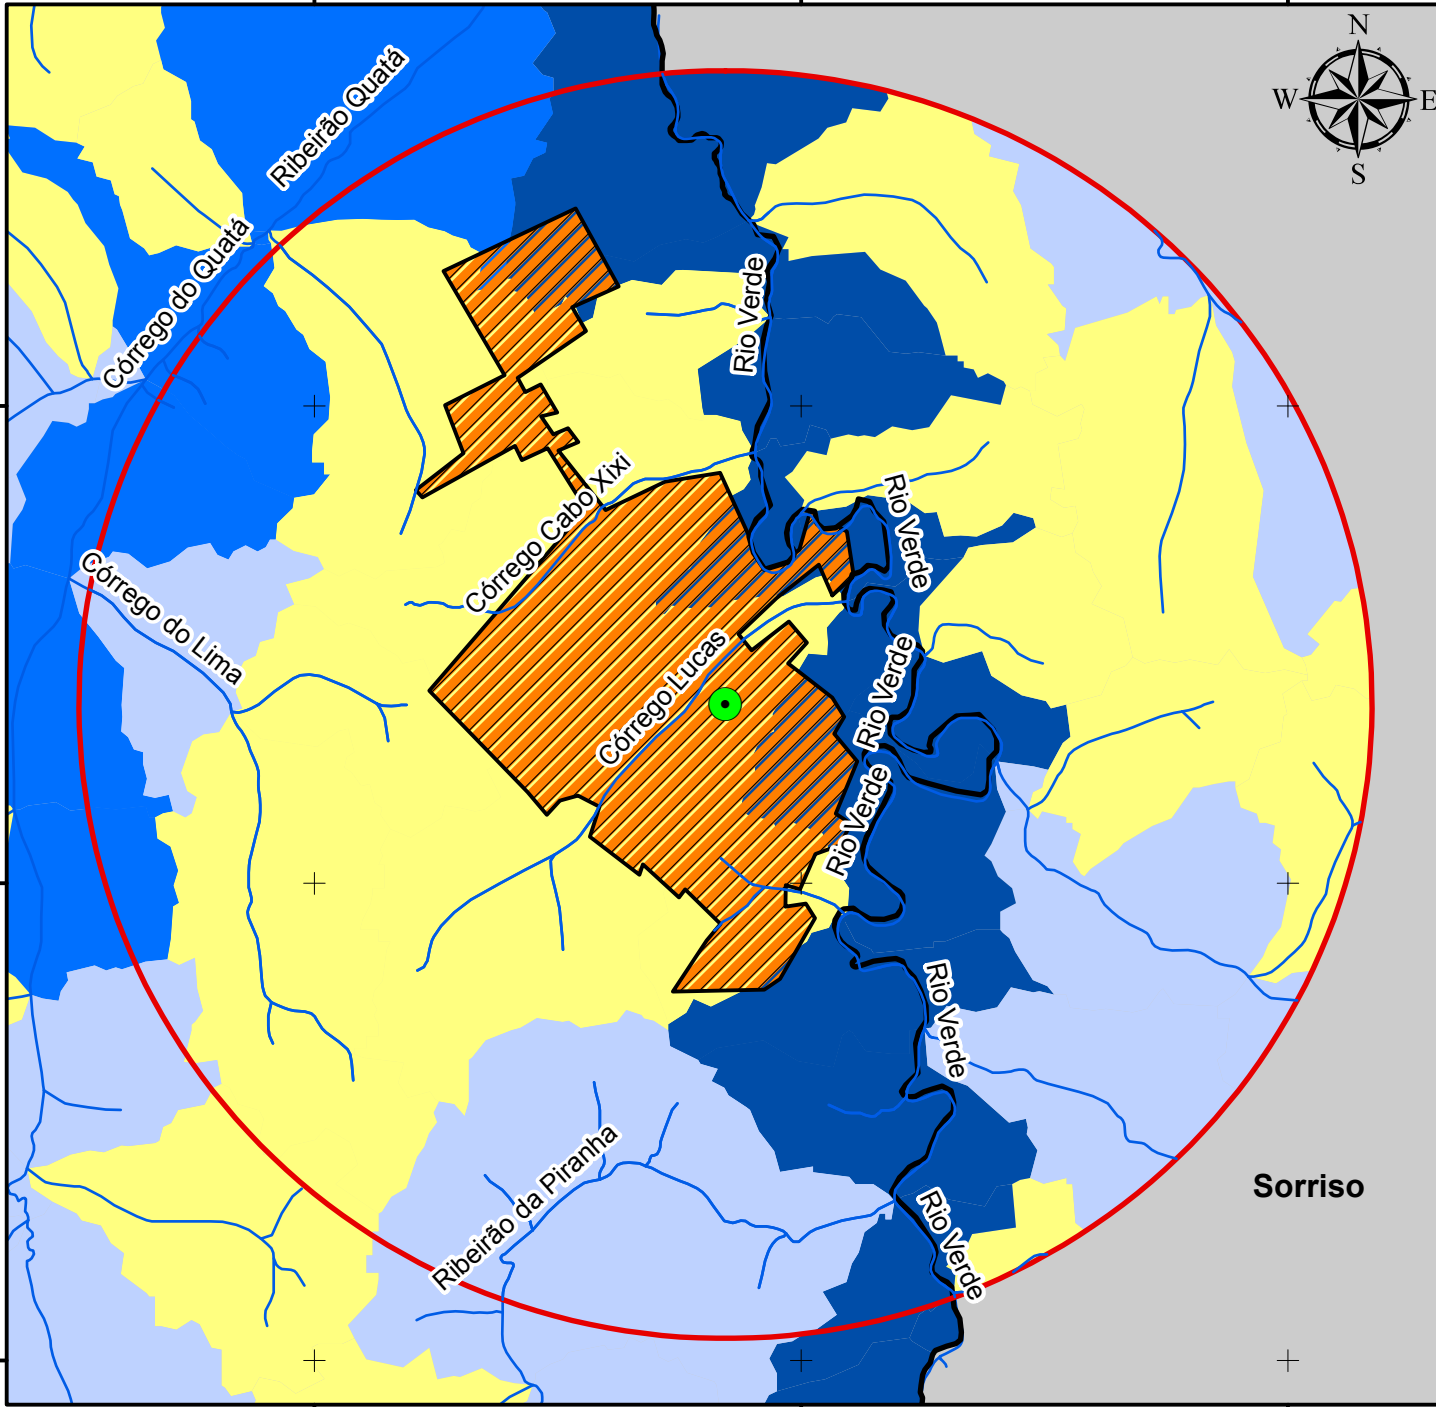 N
W E
S
Ribeirão Quatá
Córrego do Quatá
Rio Verde
Córrego Cabo Xixi
Rio Verde
Córrego do Lima
Córrego Lucas
Rio Verde
Rio Verde
Rio Verde
Ribeirão da Piranha
Sorriso
Rio Verde